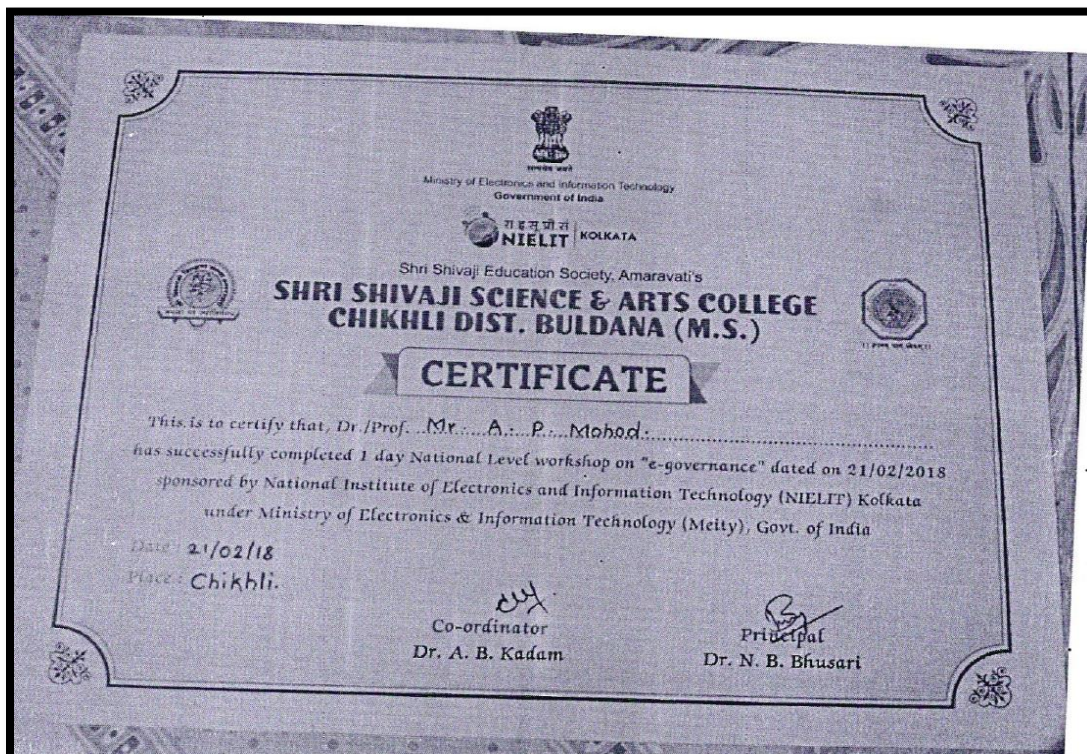 सत्यमेव जयते
Ministry of Electronics and Information Technology
Government of India
रा इ सू प्रौ सं
NIELIT KOLKATA
Shri Shivaji Education Society, Amaravati's
SHRI SHIVAJI SCIENCE & ARTS COLLEGE
CHIKHLI DIST. BULDANA (M.S.)
CERTIFICATE
This is to certify that, Dr./Prof. Mr. A. P. Mohod.
has successfully completed 1 day National Level workshop on "e-governance" dated on 21/02/2018
sponsored by National Institute of Electronics and Information Technology (NIELIT) Kolkata
under Ministry of Electronics & Information Technology (Meity), Govt. of India
Date : 21/02/18
Place : Chikhli.
Co-ordinator
Dr. A. B. Kadam
Principal
Dr. N. B. Bhusari